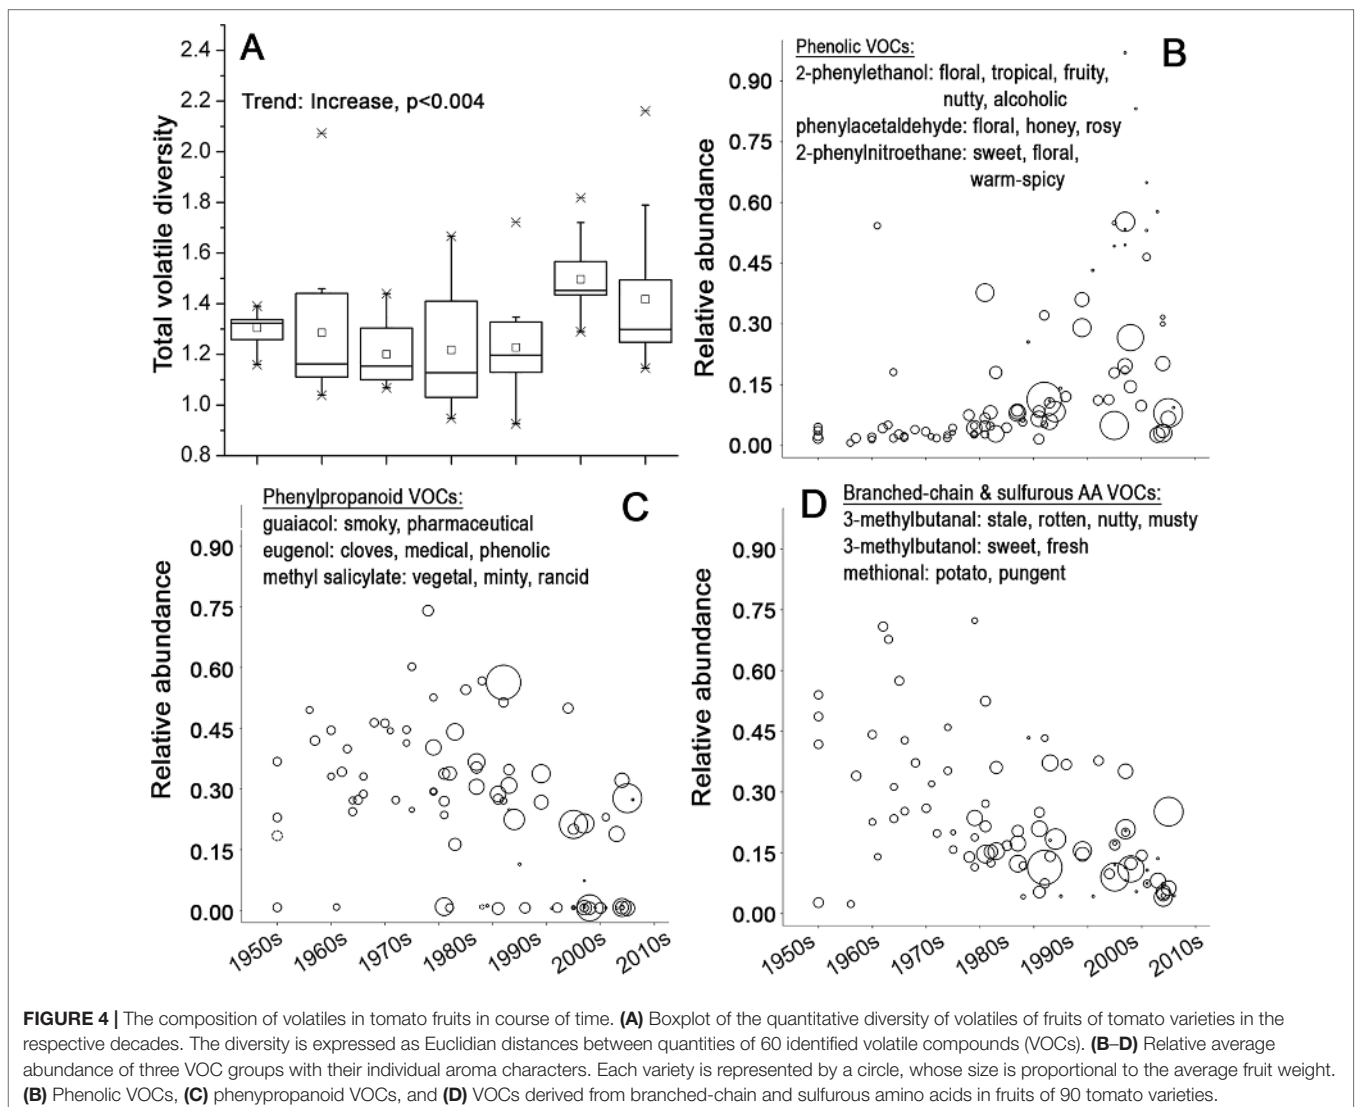 A
Trend: Increase, p<0.004
Total volatile diversity
2.4
2.2
2.0
1.8
1.6
1.4
1.2
1.0
0.8
B
Phenolic VOCs:
2-phenylethanol: floral, tropical, fruity,
nutty, alcoholic
phenylacetaldehyde: floral, honey, rosy
2-phenylnitroethane: sweet, floral,
warm-spicy
Relative abundance
0.90
0.75
0.60
0.45
0.30
0.15
0.00
C
Phenylpropanoid VOCs:
guaiacol: smoky, pharmaceutical
eugenol: cloves, medical, phenolic
methyl salicylate: vegetal, minty, rancid
Relative abundance
0.90
0.75
0.60
0.45
0.30
0.15
0.00
1950s 1960s 1970s 1980s 1990s 2000s 2010s
D
Branched-chain & sulfurous AA VOCs:
3-methylbutanal: stale, rotten, nutty, musty
3-methylbutanol: sweet, fresh
methional: potato, pungent
Relative abundance
0.90
0.75
0.60
0.45
0.30
0.15
0.00
1950s 1960s 1970s 1980s 1990s 2000s 2010s
FIGURE 4 | The composition of volatiles in tomato fruits in course of time. (A) Boxplot of the quantitative diversity of volatiles of fruits of tomato varieties in the
respective decades. The diversity is expressed as Euclidian distances between quantities of 60 identified volatile compounds (VOCs). (B–D) Relative average
abundance of three VOC groups with their individual aroma characters. Each variety is represented by a circle, whose size is proportional to the average fruit weight.
(B) Phenolic VOCs, (C) phenypropanoid VOCs, and (D) VOCs derived from branched-chain and sulfurous amino acids in fruits of 90 tomato varieties.